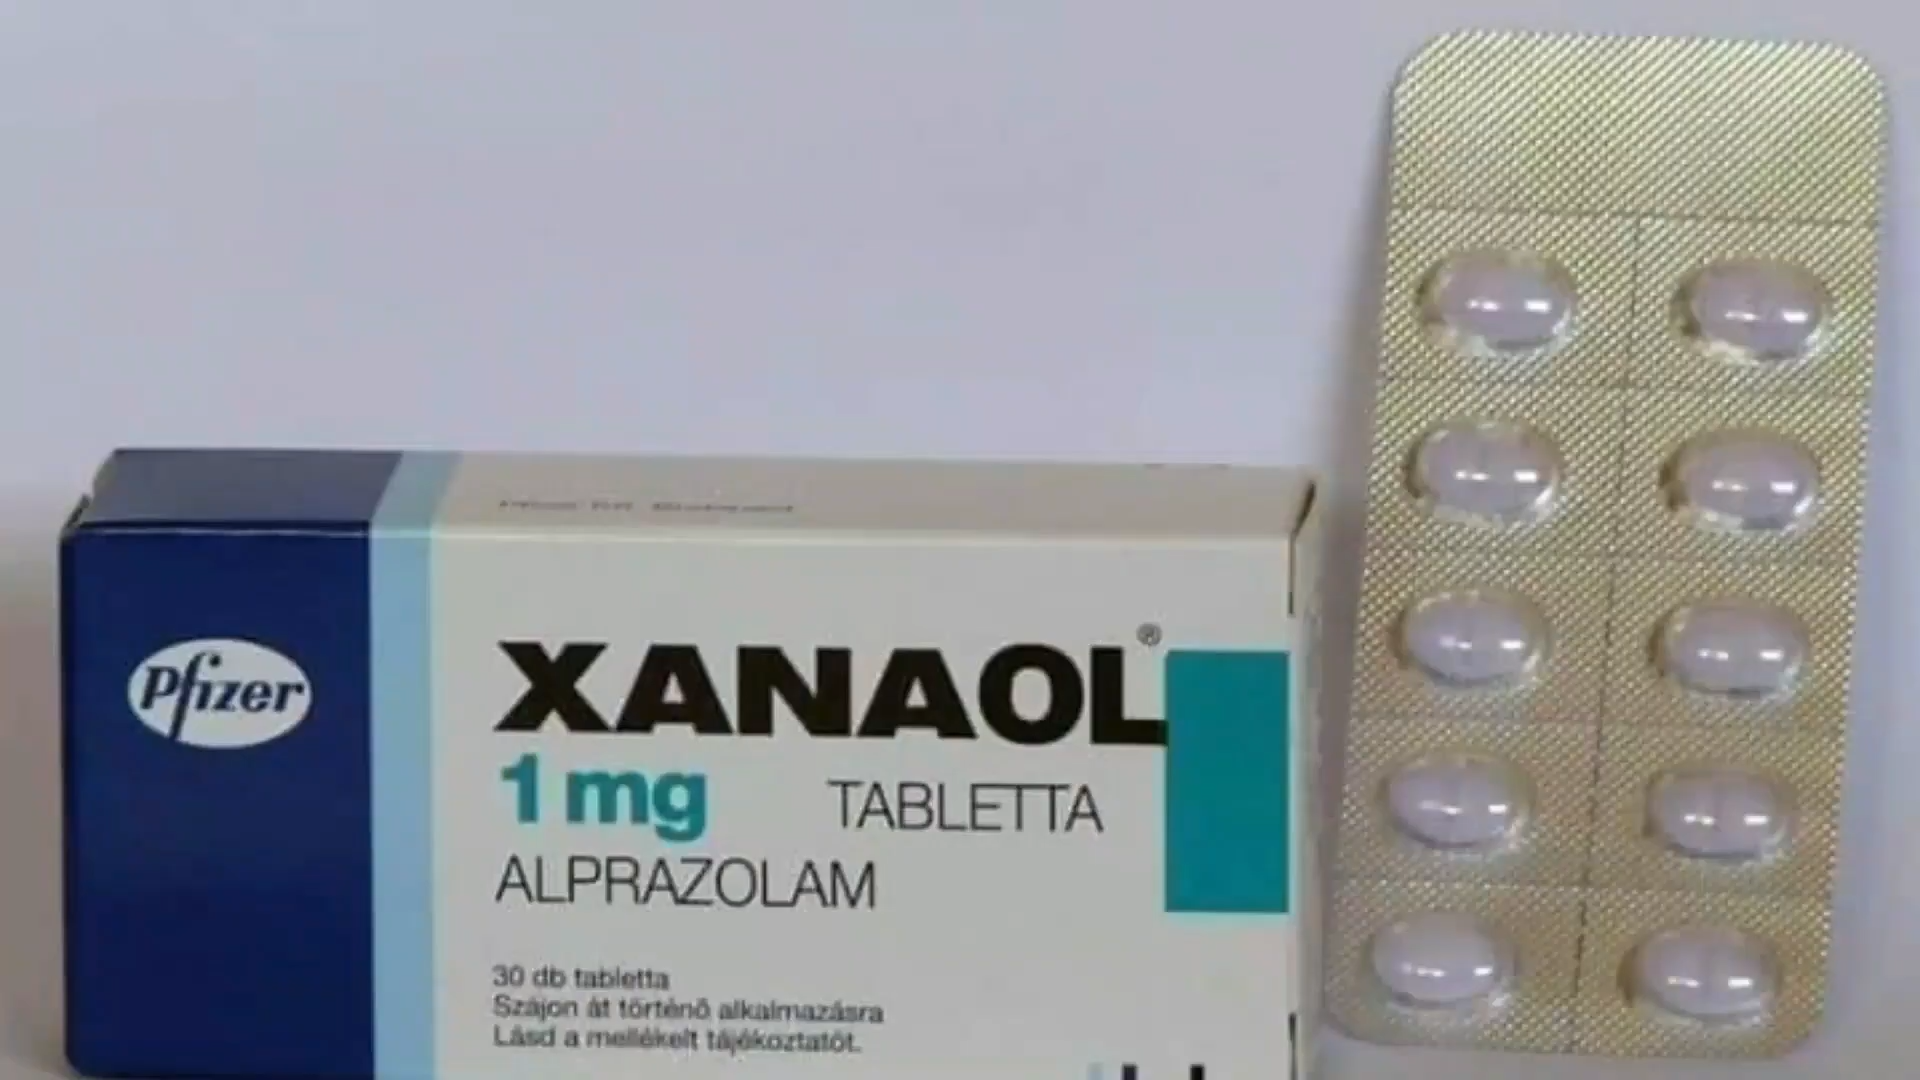 Pfizer
XANAOL®
1 mg TABLETTA
ALPRAZOLAM
30 db tabletta
Szájon át történő alkalmazásra
Lásd a mellékelt tájékoztatót.